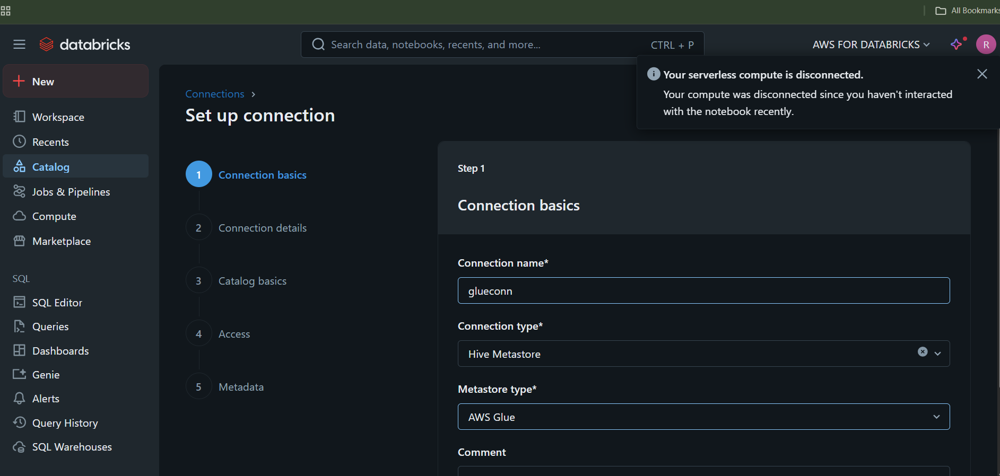 All Bookmarks
databricks
Search data, notebooks, recents, and more...
CTRL + P
AWS FOR DATABRICKS
R
Your serverless compute is disconnected.
Your compute was disconnected since you haven't interacted
with the notebook recently.
New
Workspace
Recents
Catalog
Jobs & Pipelines
Compute
Marketplace
SQL
SQL Editor
Queries
Dashboards
Genie
Alerts
Query History
SQL Warehouses
Connections >
Set up connection
1 Connection basics
2 Connection details
3 Catalog basics
4 Access
5 Metadata
Step 1
Connection basics
Connection name*
glueconn
Connection type*
Hive Metastore
Metastore type*
AWS Glue
Comment